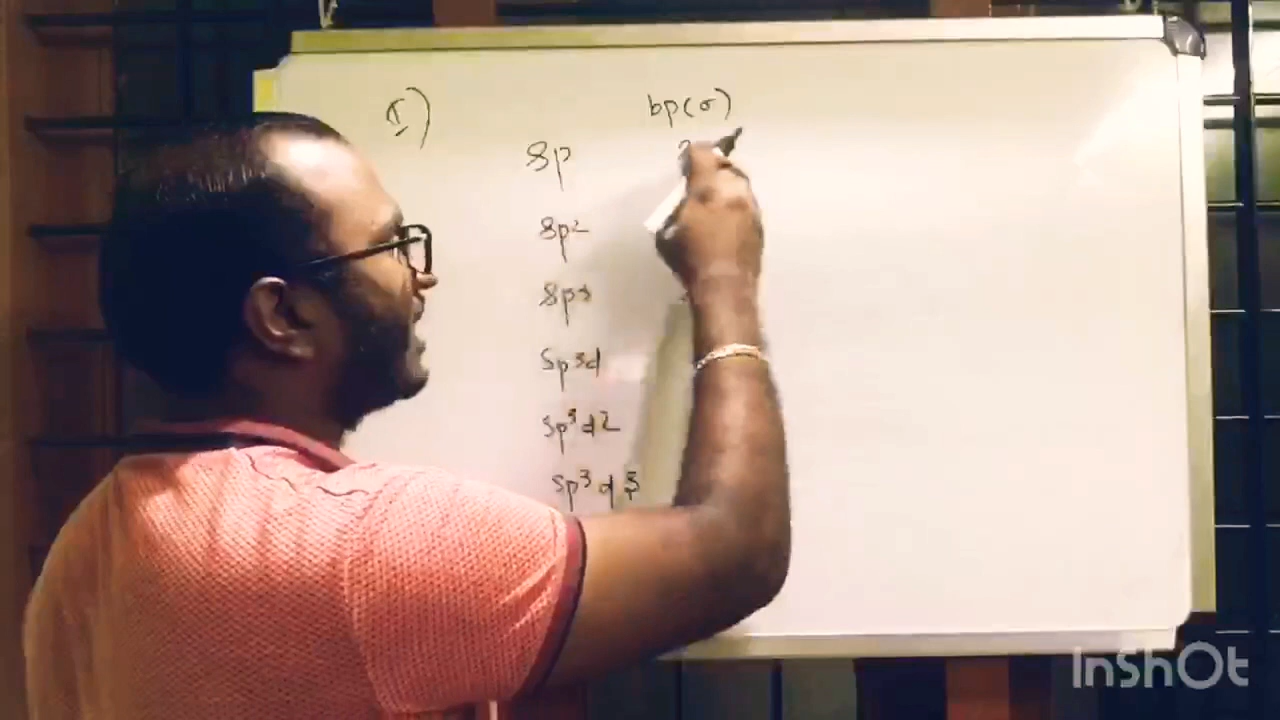 I) bp(σ)
sp
sp2
sp3
sp3d
sp3d2
sp3d3
InShOt